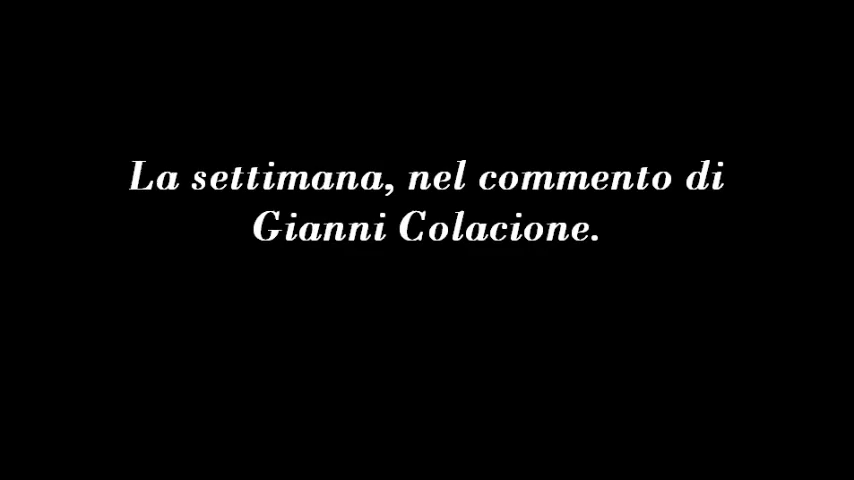 La settimana, nel commento di
Gianni Colacione.